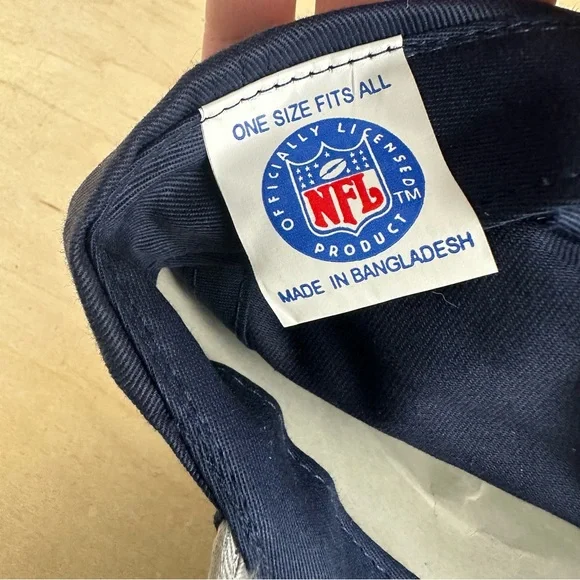 ONE SIZE FITS ALL
OFFICIALLY LICENSED
NFL
TM
PRODUCT
MADE IN BANGLADESH